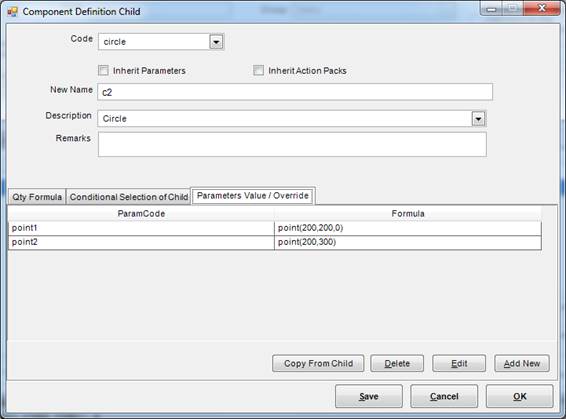 Component Definition Child
Code circle
Inherit Parameters Inherit Action Packs
New Name c2
Description Circle
Remarks
Qty Formula Conditional Selection of Child Parameters Value / Override
ParamCode Formula
point1 point(200,200,0)
point2 point(200,300)
Copy From Child Delete Edit Add New
Save Cancel OK